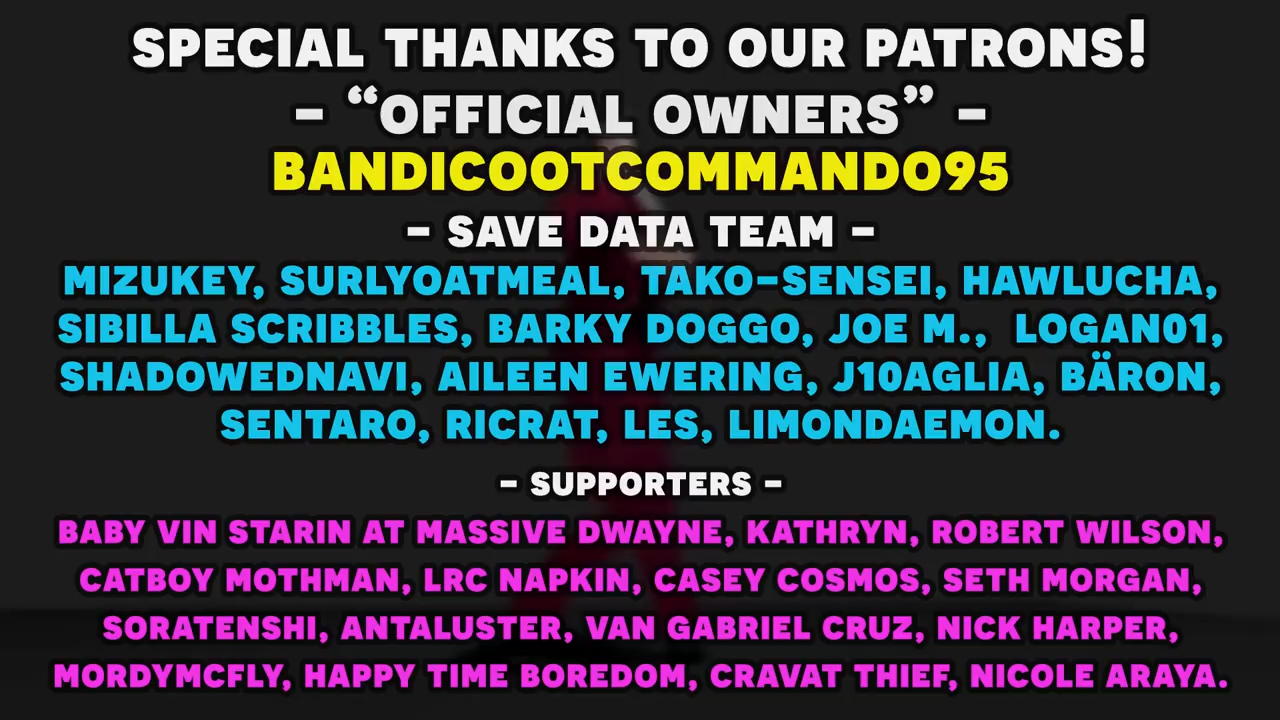 SPECIAL THANKS TO OUR PATRONS!
- “OFFICIAL OWNERS” -
BANDICOOTCOMMANDO95
- SAVE DATA TEAM -
MIZUKEY, SURLYOATMEAL, TAKO-SENSEI, HAWLUCHA,
SIBILLA SCRIBBLES, BARKY DOGGO, JOE M., LOGAN01,
SHADOWEDNAVI, AILEEN EWERING, J10AGLIA, BÄRON,
SENTARO, RICRAT, LES, LIMONDAEMON.
- SUPPORTERS -
BABY VIN STARIN AT MASSIVE DWAYNE, KATHRYN, ROBERT WILSON,
CATBOY MOTHMAN, LRC NAPKIN, CASEY COSMOS, SETH MORGAN,
SORATENSHI, ANTALUSTER, VAN GABRIEL CRUZ, NICK HARPER,
MORDYMCFLY, HAPPY TIME BOREDOM, CRAVAT THIEF, NICOLE ARAYA.